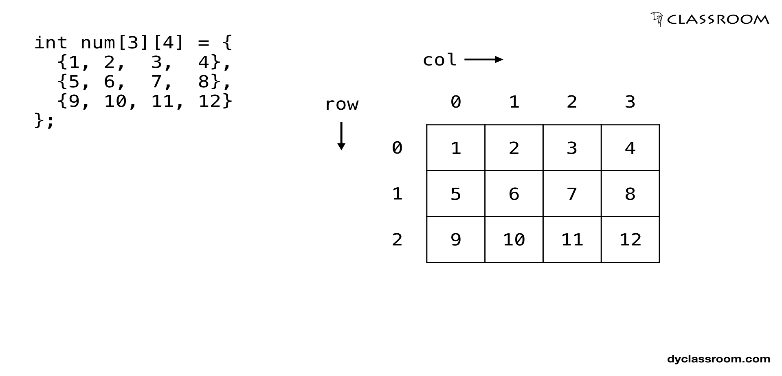 CLASSROOM
int num[3][4] = {
  {1, 2,  3,  4},
  {5, 6,  7,  8},
  {9, 10, 11, 12}
};
col
row
0 1 2 3
0 1 2 3 4
1 5 6 7 8
2 9 10 11 12
dyclassroom.com